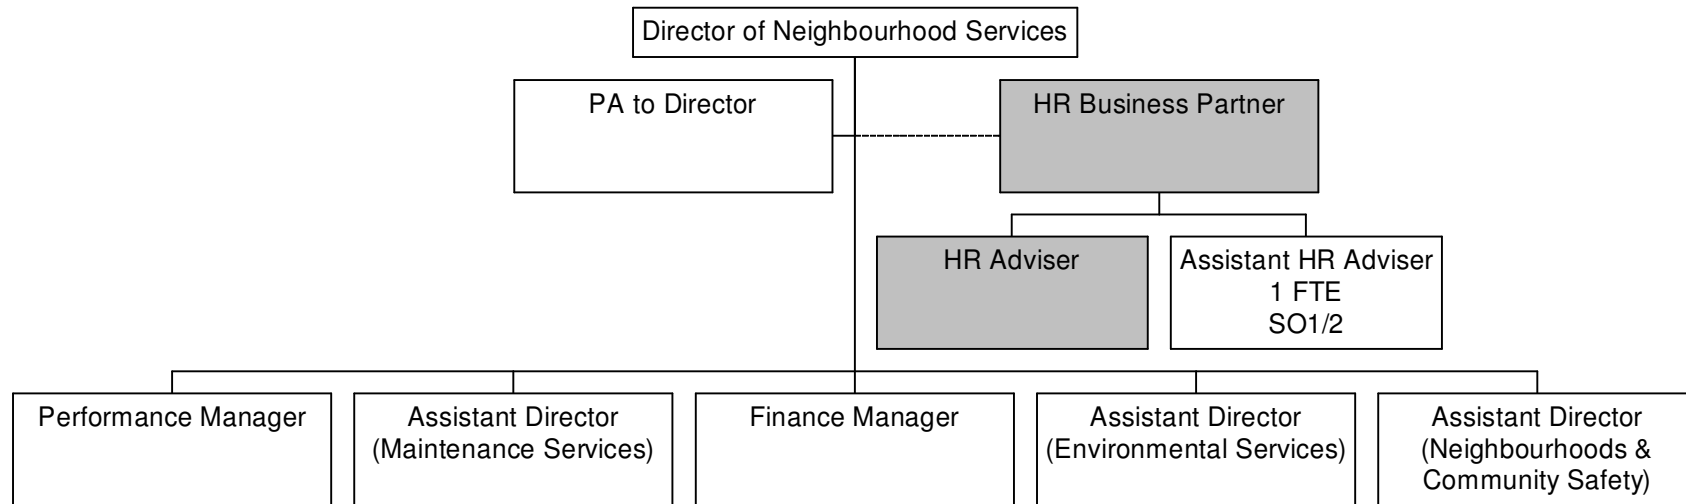 Director of Neighbourhood Services
PA to Director
HR Business Partner
HR Adviser
Assistant HR Adviser
1 FTE
SO1/2
Performance Manager
Assistant Director
(Maintenance Services)
Finance Manager
Assistant Director
(Environmental Services)
Assistant Director
(Neighbourhoods &
Community Safety)